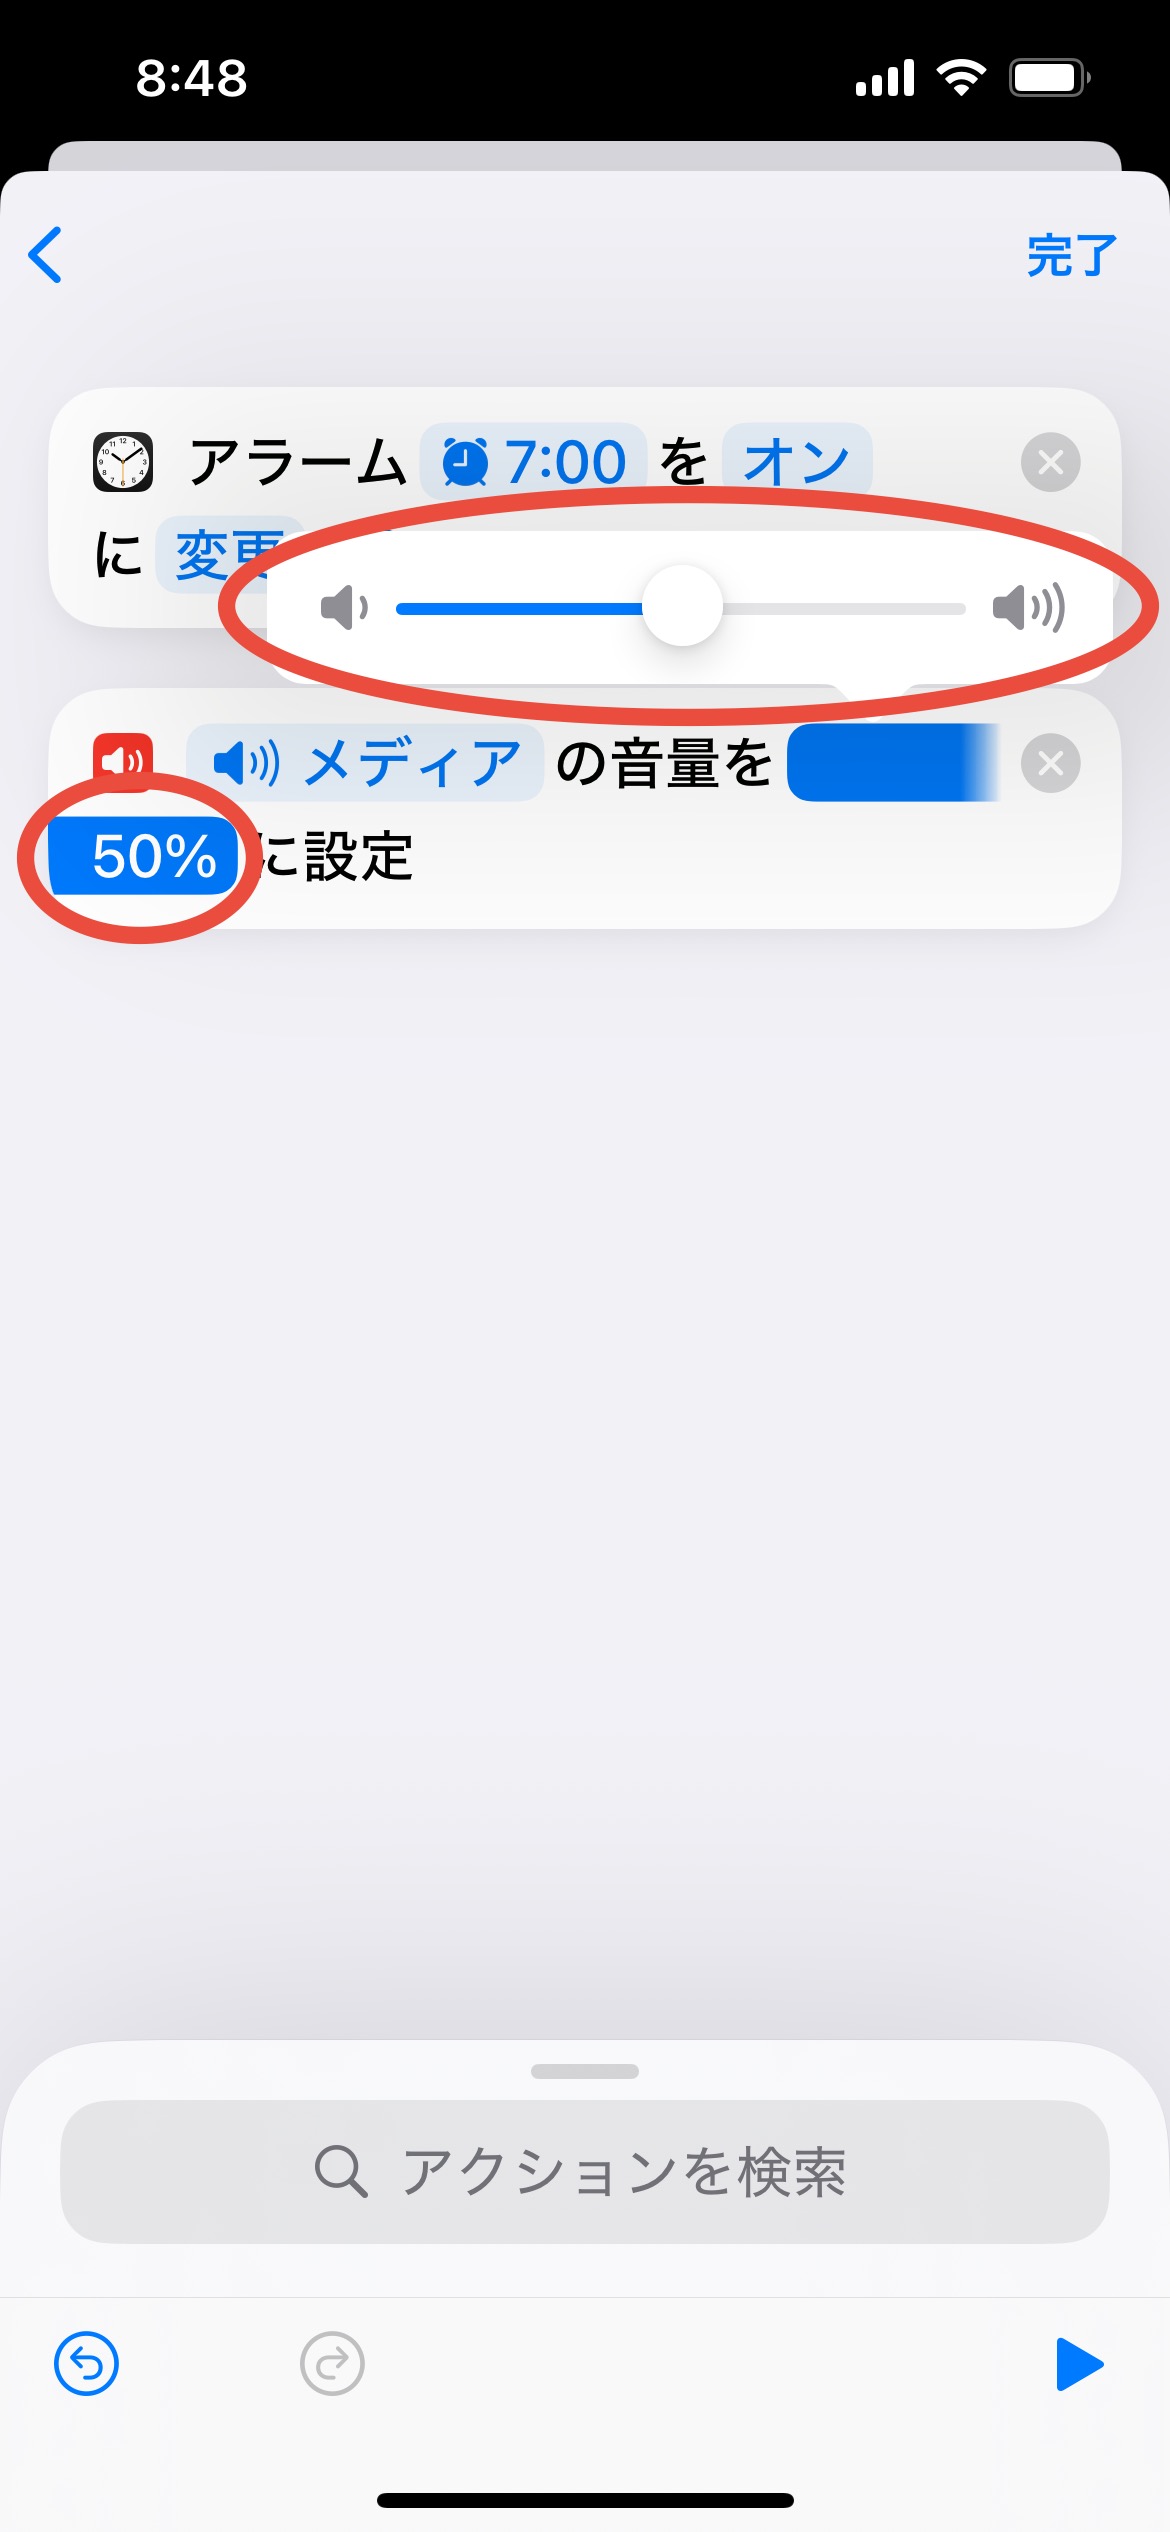 8:48
完了
アラーム 7:00 を オン
に 変更
メディア の音量を
50% に設定
アクションを検索